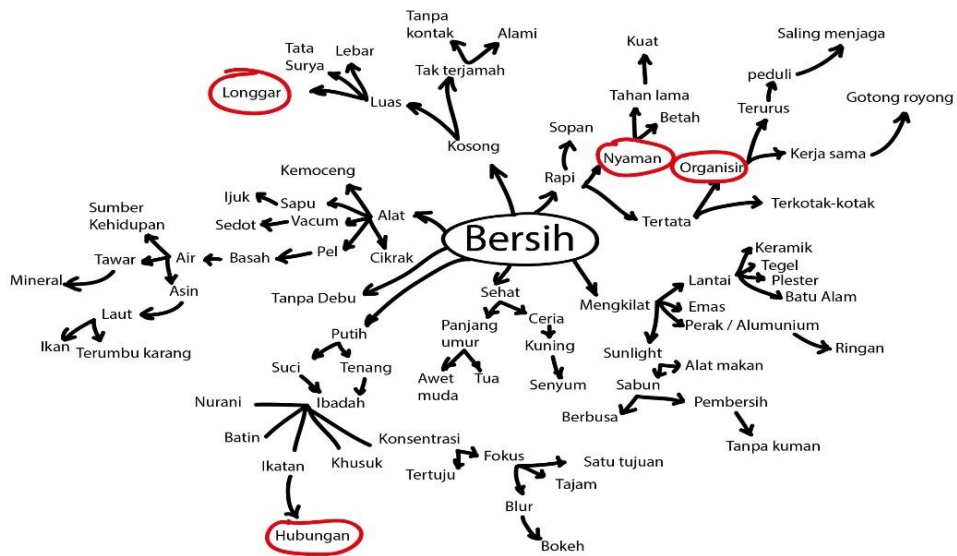 Tanpa
kontak
Alami
Tak terjamah
Tata
Surya
Lebar
Longgar
Luas
Kosong
Kuat
Tahan lama
Betah
Sopan
Nyaman
Rapi
Saling menjaga
peduli
Terurus
Gotong royong
Organisir
Kerja sama
Tertata
Terkotak-kotak
Kemoceng
Ijuk
Sapu
Alat
Sedot
Vacum
Sumber
Kehidupan
Tawar
Air
Basah
Pel
Cikrak
Mineral
Asin
Laut
Ikan
Terumbu karang
Bersih
Tanpa Debu
Putih
Suci
Tenang
Ibadah
Nurani
Batin
Ikatan
Khusuk
Konsentrasi
Hubungan
Tertuju
Fokus
Satu tujuan
Tajam
Blur
Bokeh
Sehat
Panjang
umur
Ceria
Kuning
Awet
muda
Tua
Senyum
Mengkilat
Lantai
Keramik
Tegel
Plester
Batu Alam
Emas
Perak / Alumunium
Ringan
Sunlight
Alat makan
Sabun
Berbusa
Pembersih
Tanpa kuman